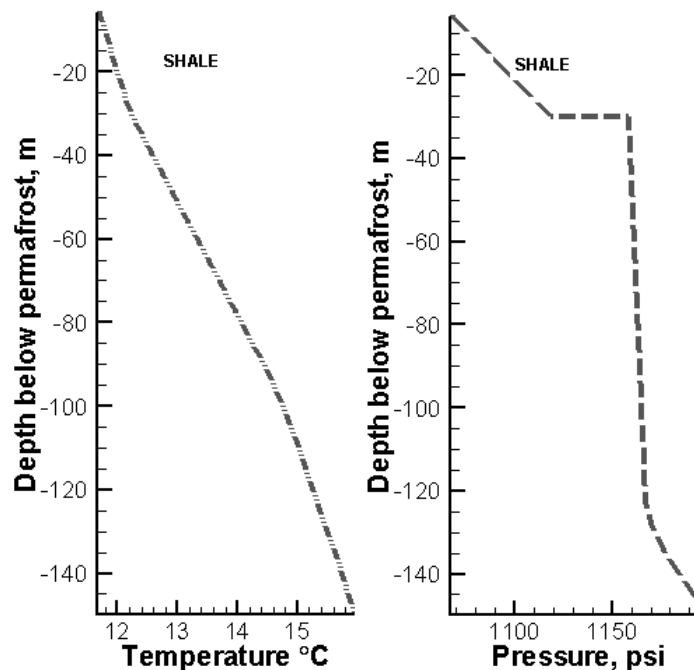 SHALE
-20
-40
-60
-80
-100
-120
-140
Depth below permafrost, m
12 13 14 15
Temperature °C
SHALE
-20
-40
-60
-80
-100
-120
-140
Depth below permafrost, m
1100 1150
Pressure, psi